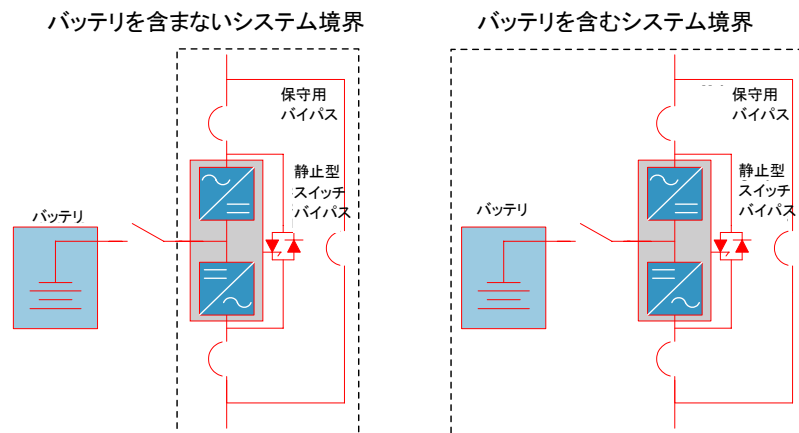 バッテリを含まないシステム境界
保守用
バイパス
静止型
スイッチ
バイパス
バッテリ
バッテリを含むシステム境界
保守用
バイパス
静止型
スイッチ
バイパス
バッテリ